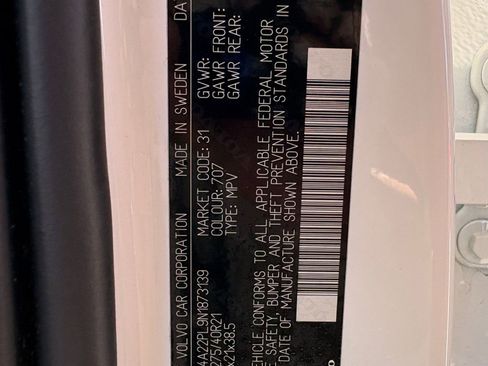 VOLVO CAR CORPORATION MADE IN SWEDEN DA
GVWR:
GAWR FRONT:
GAWR REAR:
4A22PL9N1873139 MARKET CODE: 31
275/40R21 COLOUR: 707
x21x38.5 TYPE: MPV
VEHICLE CONFORMS TO ALL APPLICABLE FEDERAL MOTOR
SAFETY, BUMPER AND THEFT PREVENTION STANDARDS IN
DATE OF MANUFACTURE SHOWN ABOVE.